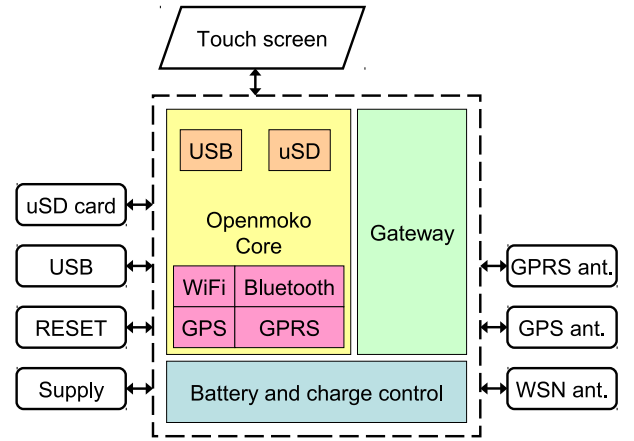 Touch screen
USB
uSD
uSD card
Openmoko
Core
Gateway
USB
WiFi
Bluetooth
GPRS ant.
RESET
GPS
GPRS
GPS ant.
Supply
Battery and charge control
WSN ant.